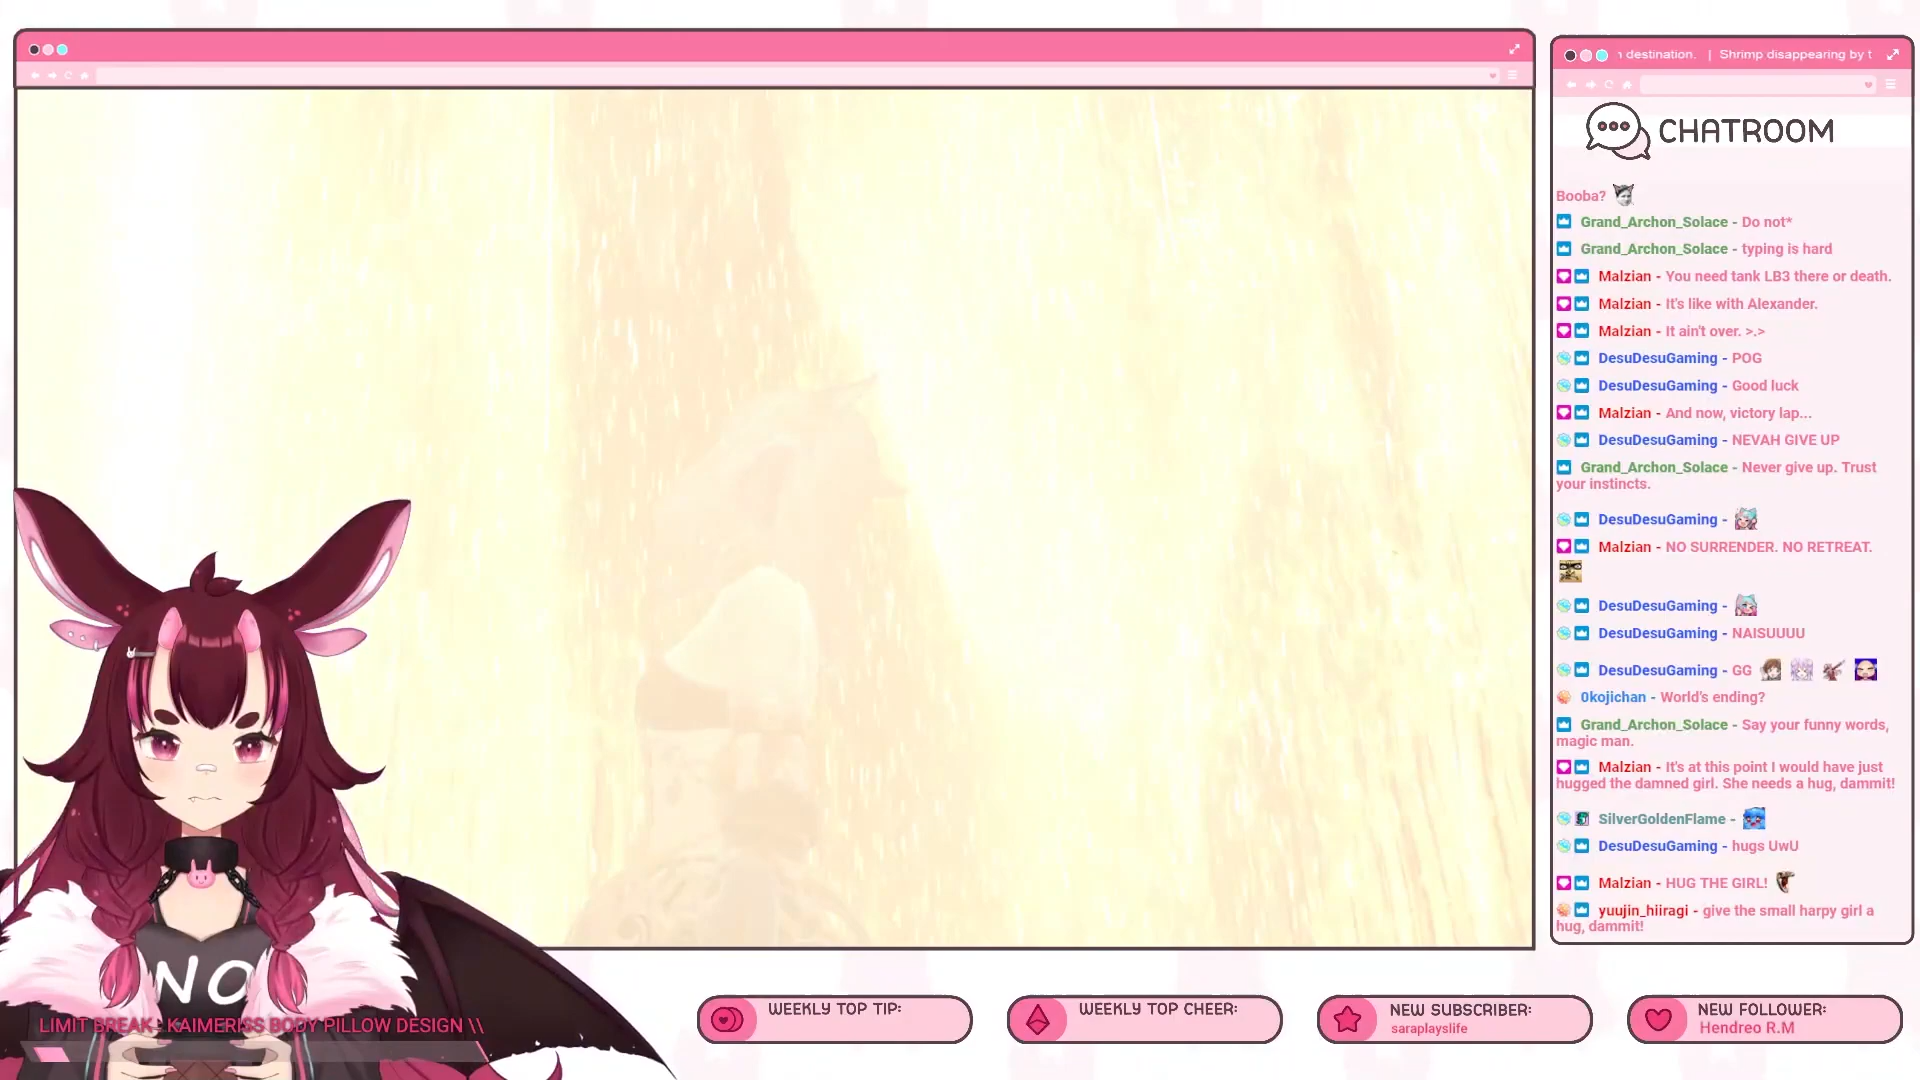 n destination. | Shrimp disappearing by t
CHATROOM
Booba?
Grand_Archon_Solace - Do not*
Grand_Archon_Solace - typing is hard
Malzian - You need tank LB3 there or death.
Malzian - It's like with Alexander.
Malzian - It ain't over. >.>
DesuDesuGaming - POG
DesuDesuGaming - Good luck
Malzian - And now, victory lap...
DesuDesuGaming - NEVAH GIVE UP
Grand_Archon_Solace - Never give up. Trust
your instincts.
DesuDesuGaming -
Malzian - NO SURRENDER. NO RETREAT.
DesuDesuGaming -
DesuDesuGaming - NAISUUUU
DesuDesuGaming - GG
0kojichan - World's ending?
Grand_Archon_Solace - Say your funny words,
magic man.
Malzian - It's at this point I would have just
hugged the damned girl. She needs a hug, dammit!
SilverGoldenFlame -
DesuDesuGaming - hugs UwU
Malzian - HUG THE GIRL!
yuujin_hiiragi - give the small harpy girl a
hug, dammit!
NO
LIMIT BREAK : KAIMERISS BODY PILLOW DESIGN \\
WEEKLY TOP TIP:
WEEKLY TOP CHEER:
NEW SUBSCRIBER:
saraplayslife
NEW FOLLOWER:
Hendreo R.M